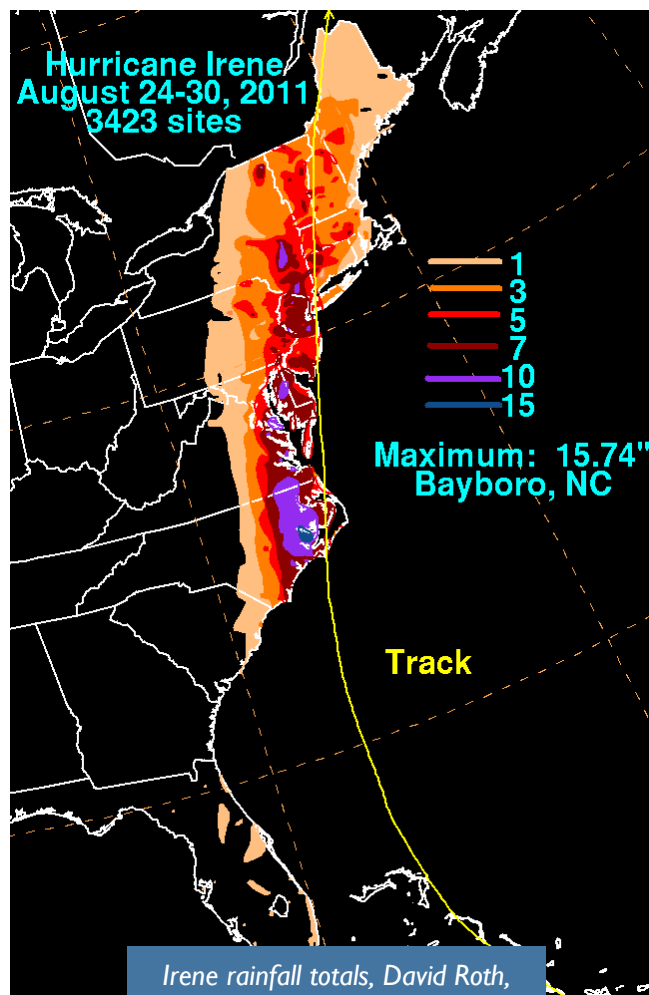 Hurricane Irene
August 24-30, 2011
3423 sites
1
3
5
7
10
15
Maximum: 15.74"
Bayboro, NC
Track
Irene rainfall totals, David Roth,